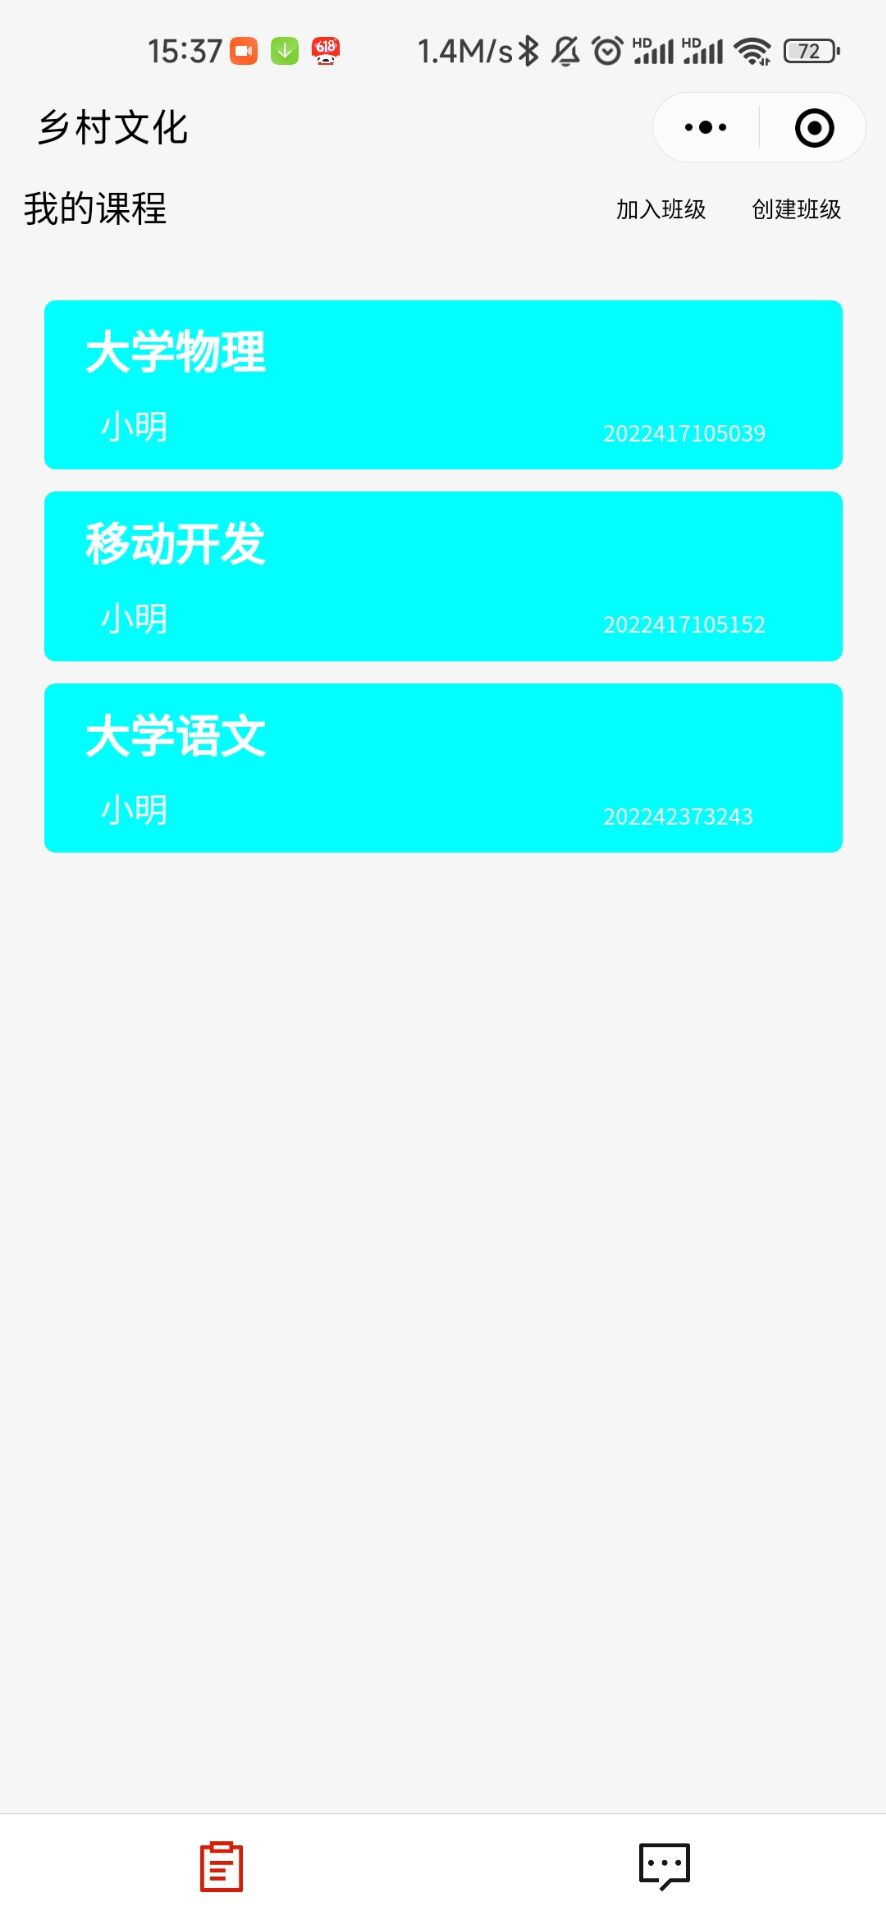 15:37 618 1.4M/s HD HD 72
乡村文化
我的课程 加入班级 创建班级
大学物理
小明 2022417105039
移动开发
小明 2022417105152
大学语文
小明 202242373243